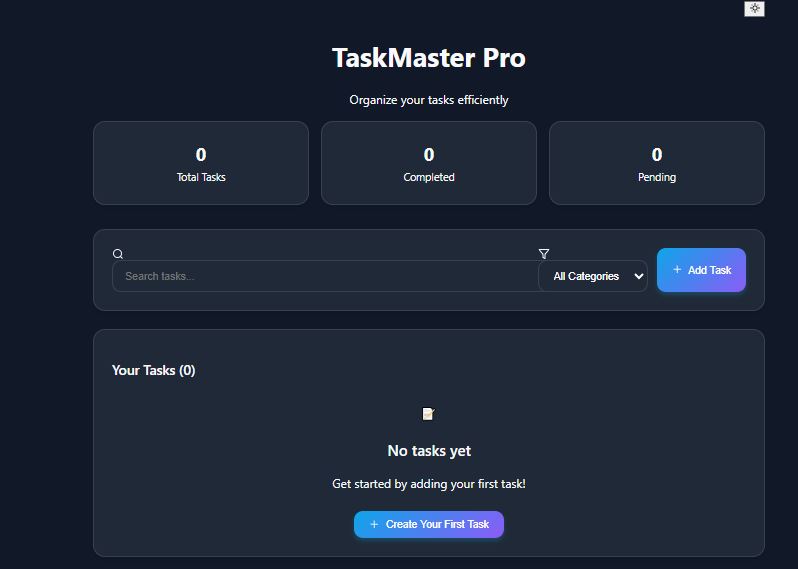 TaskMaster Pro
Organize your tasks efficiently
0
Total Tasks
0
Completed
0
Pending
Search tasks...
All Categories
+ Add Task
Your Tasks (0)
No tasks yet
Get started by adding your first task!
+ Create Your First Task